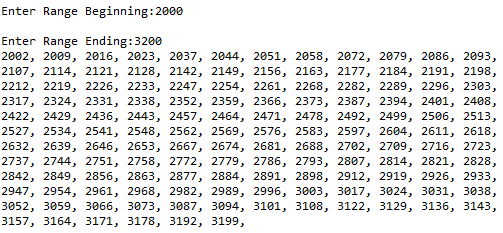 Enter Range Beginning:2000
Enter Range Ending:3200
2002, 2009, 2016, 2023, 2037, 2044, 2051, 2058, 2072, 2079, 2086, 2093,
2107, 2114, 2121, 2128, 2142, 2149, 2156, 2163, 2177, 2184, 2191, 2198,
2212, 2219, 2226, 2233, 2247, 2254, 2261, 2268, 2282, 2289, 2296, 2303,
2317, 2324, 2331, 2338, 2352, 2359, 2366, 2373, 2387, 2394, 2401, 2408,
2422, 2429, 2436, 2443, 2457, 2464, 2471, 2478, 2492, 2499, 2506, 2513,
2527, 2534, 2541, 2548, 2562, 2569, 2576, 2583, 2597, 2604, 2611, 2618,
2632, 2639, 2646, 2653, 2667, 2674, 2681, 2688, 2702, 2709, 2716, 2723,
2737, 2744, 2751, 2758, 2772, 2779, 2786, 2793, 2807, 2814, 2821, 2828,
2842, 2849, 2856, 2863, 2877, 2884, 2891, 2898, 2912, 2919, 2926, 2933,
2947, 2954, 2961, 2968, 2982, 2989, 2996, 3003, 3017, 3024, 3031, 3038,
3052, 3059, 3066, 3073, 3087, 3094, 3101, 3108, 3122, 3129, 3136, 3143,
3157, 3164, 3171, 3178, 3192, 3199,